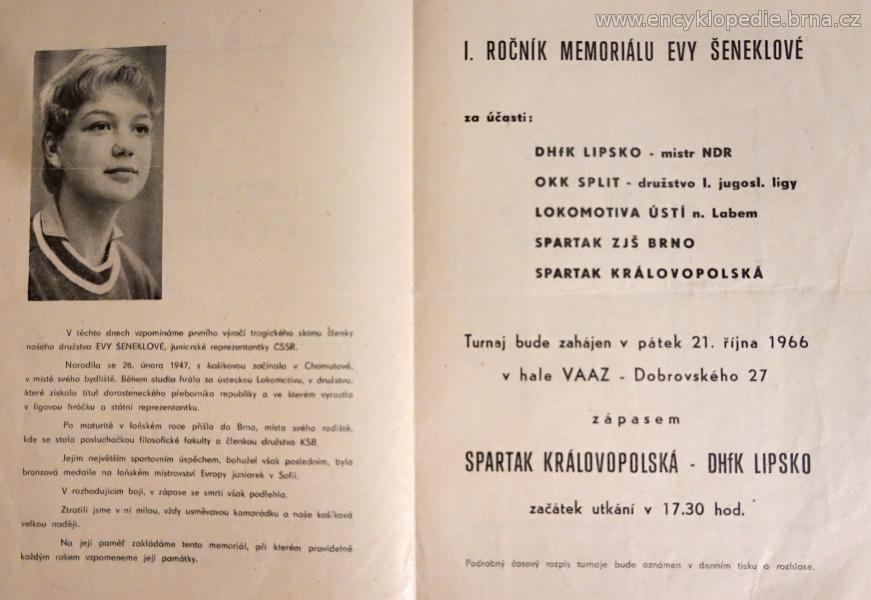 www.encyklopedie.brna.cz
V těchto dnech vzpomínáme prvního výročí tragického skonu členky
našeho družstva EVY ŠENEKLOVÉ, juniorské reprezentantky ČSSR.
Narodila se 26. února 1947, s košíkovou začínala v Chomutově,
v místě svého bydliště. Během studia hrála za ústeckou Lokomotivu, v družstvu,
které získalo titul dorosteneckého přeborníka republiky a ve kterém vyrostla
v ligovou hráčku a státní reprezentantku.
Po maturitě v loňském roce přišla do Brna, místa svého rodiště,
kde se stala posluchačkou filosofické fakulty a členkou družstva KSB.
Jejím největším sportovním úspěchem, bohužel však posledním, byla
bronzová medaile na loňském mistrovství Evropy juniorek v Sofii.
V rozhodujícím boji, v zápase se smrtí však podlehla.
Ztratili jsme v ní milou, vždy usměvavou kamarádku a naše košíková
velkou naději.
Na její paměť zakládáme tento memoriál, při kterém pravidelně
každým rokem vzpomeneme její památky.
I. ROČNÍK MEMORIÁLU EVY ŠENEKLOVÉ
za účasti:
DHfK LIPSKO - mistr NDR
OKK SPLIT - družstvo I. jugosl. ligy
LOKOMOTIVA ÚSTÍ n. Labem
SPARTAK ZJŠ BRNO
SPARTAK KRÁLOVOPOLSKÁ
Turnaj bude zahájen v pátek 21. října 1966
v hale VAAZ - Dobrovského 27
zápasem
SPARTAK KRÁLOVOPOLSKÁ - DHfK LIPSKO
začátek utkání v 17.30 hod.
Podrobný časový rozpis turnaje bude oznámen v denním tisku a rozhlase.